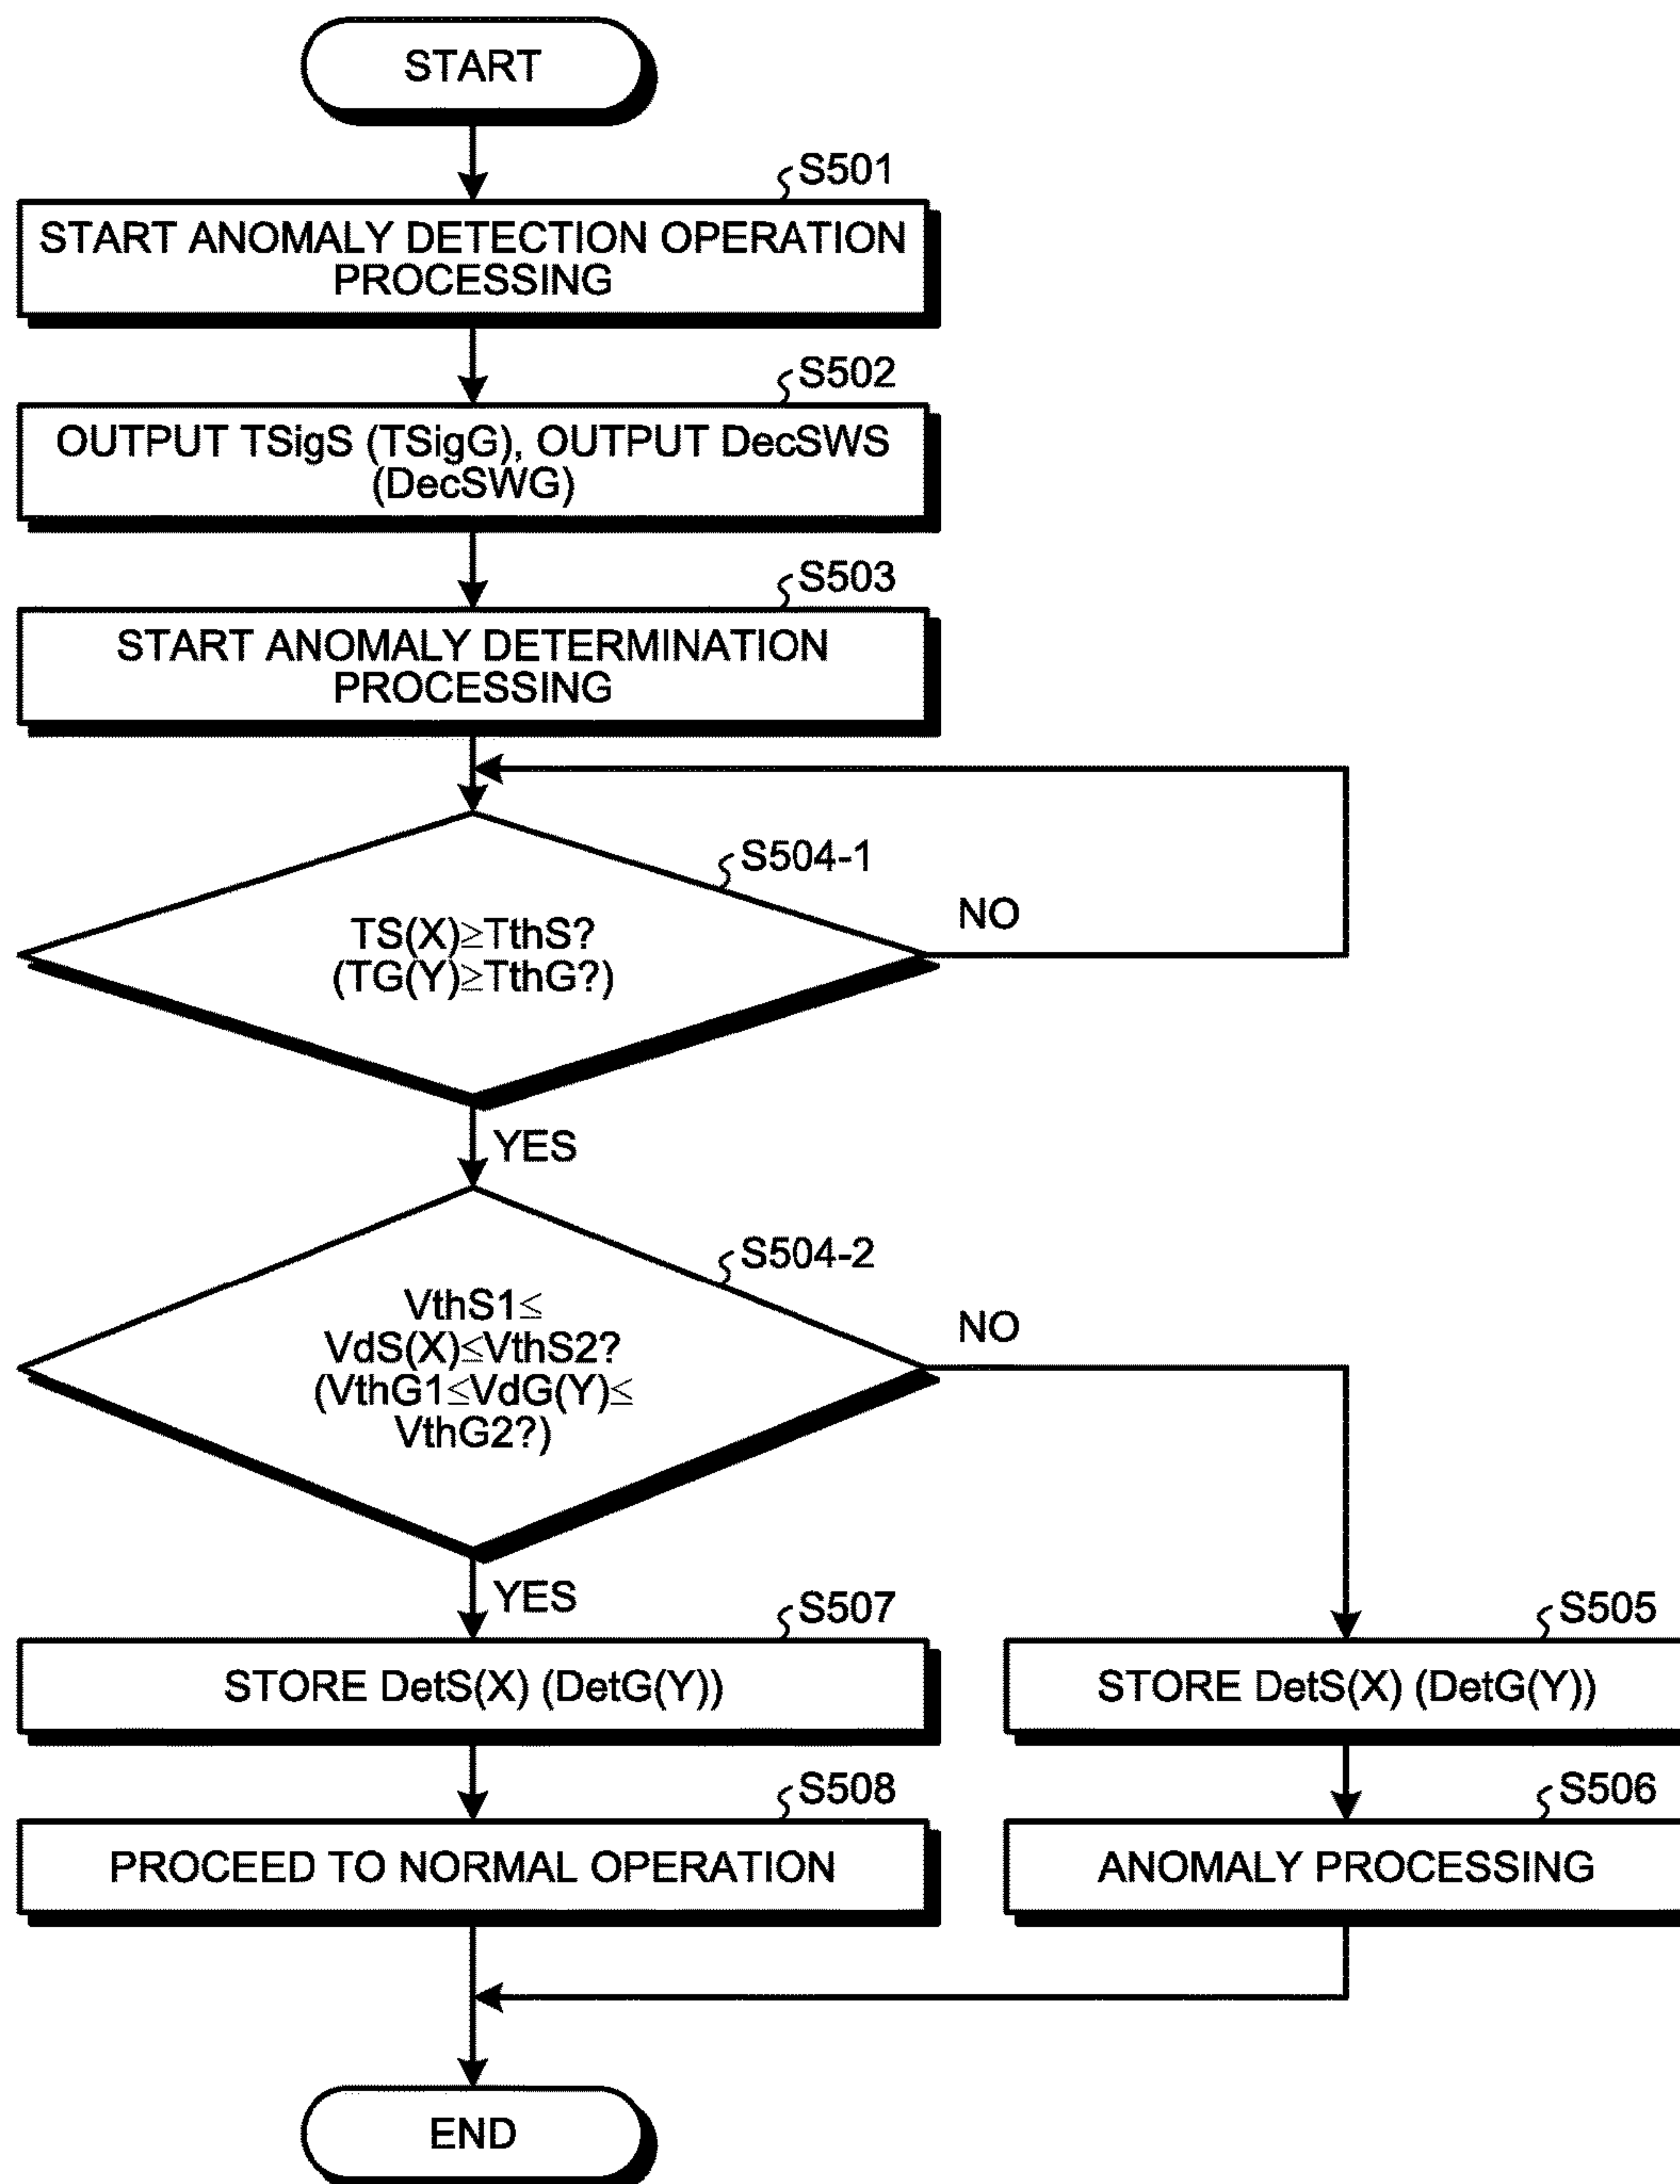 START
S501
START ANOMALY DETECTION OPERATION
PROCESSING
S502
OUTPUT TSigS (TSigG), OUTPUT DecSWS
(DecSWG)
S503
START ANOMALY DETERMINATION
PROCESSING
S504-1
TS(X)≥TthS?
(TG(Y)≥TthG?)
NO
YES
S504-2
VthS1≤
VdS(X)≤VthS2?
(VthG1≤VdG(Y)≤
VthG2?)
NO
YES
S507
STORE DetS(X) (DetG(Y))
S505
STORE DetS(X) (DetG(Y))
S508
PROCEED TO NORMAL OPERATION
S506
ANOMALY PROCESSING
END